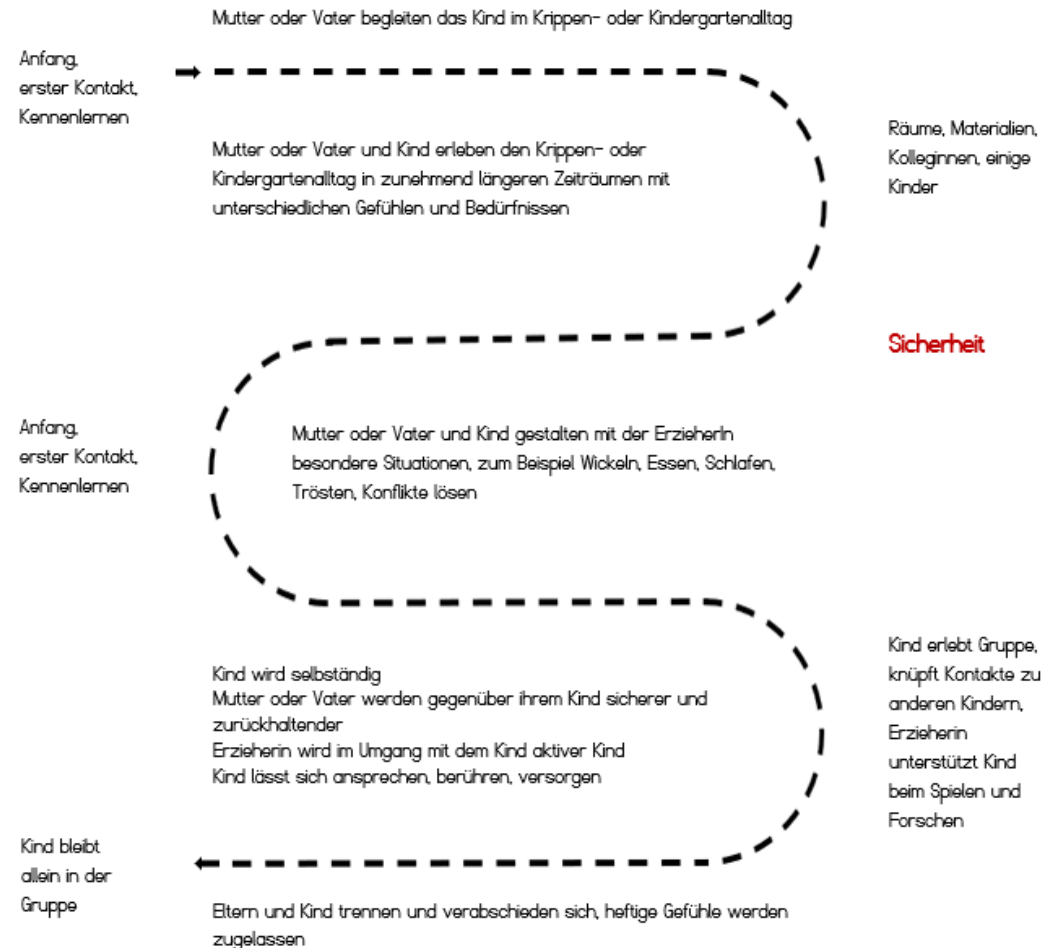 Mutter oder Vater begleiten das Kind im Krippen- oder Kindergartenalltag
Anfang,
erster Kontakt,
Kennenlernen
Räume, Materialien,
Kolleginnen, einige
Kinder
Mutter oder Vater und Kind erleben den Krippen- oder
Kindergartenalltag in zunehmend längeren Zeiträumen mit
unterschiedlichen Gefühlen und Bedürfnissen
Sicherheit
Anfang,
erster Kontakt,
Kennenlernen
Mutter oder Vater und Kind gestalten mit der ErzieherIn
besondere Situationen, zum Beispiel Wickeln, Essen, Schlafen,
Trösten, Konflikte lösen
Kind erlebt Gruppe,
knüpft Kontakte zu
anderen Kindern,
Erzieherin
unterstützt Kind
beim Spielen und
Forschen
Kind wird selbständig
Mutter oder Vater werden gegenüber ihrem Kind sicherer und
zurückhaltender
Erzieherin wird im Umgang mit dem Kind aktiver Kind
Kind lässt sich ansprechen, berühren, versorgen
Kind bleibt
allein in der
Gruppe
Eltern und Kind trennen und verabschieden sich, heftige Gefühle werden
zugelassen